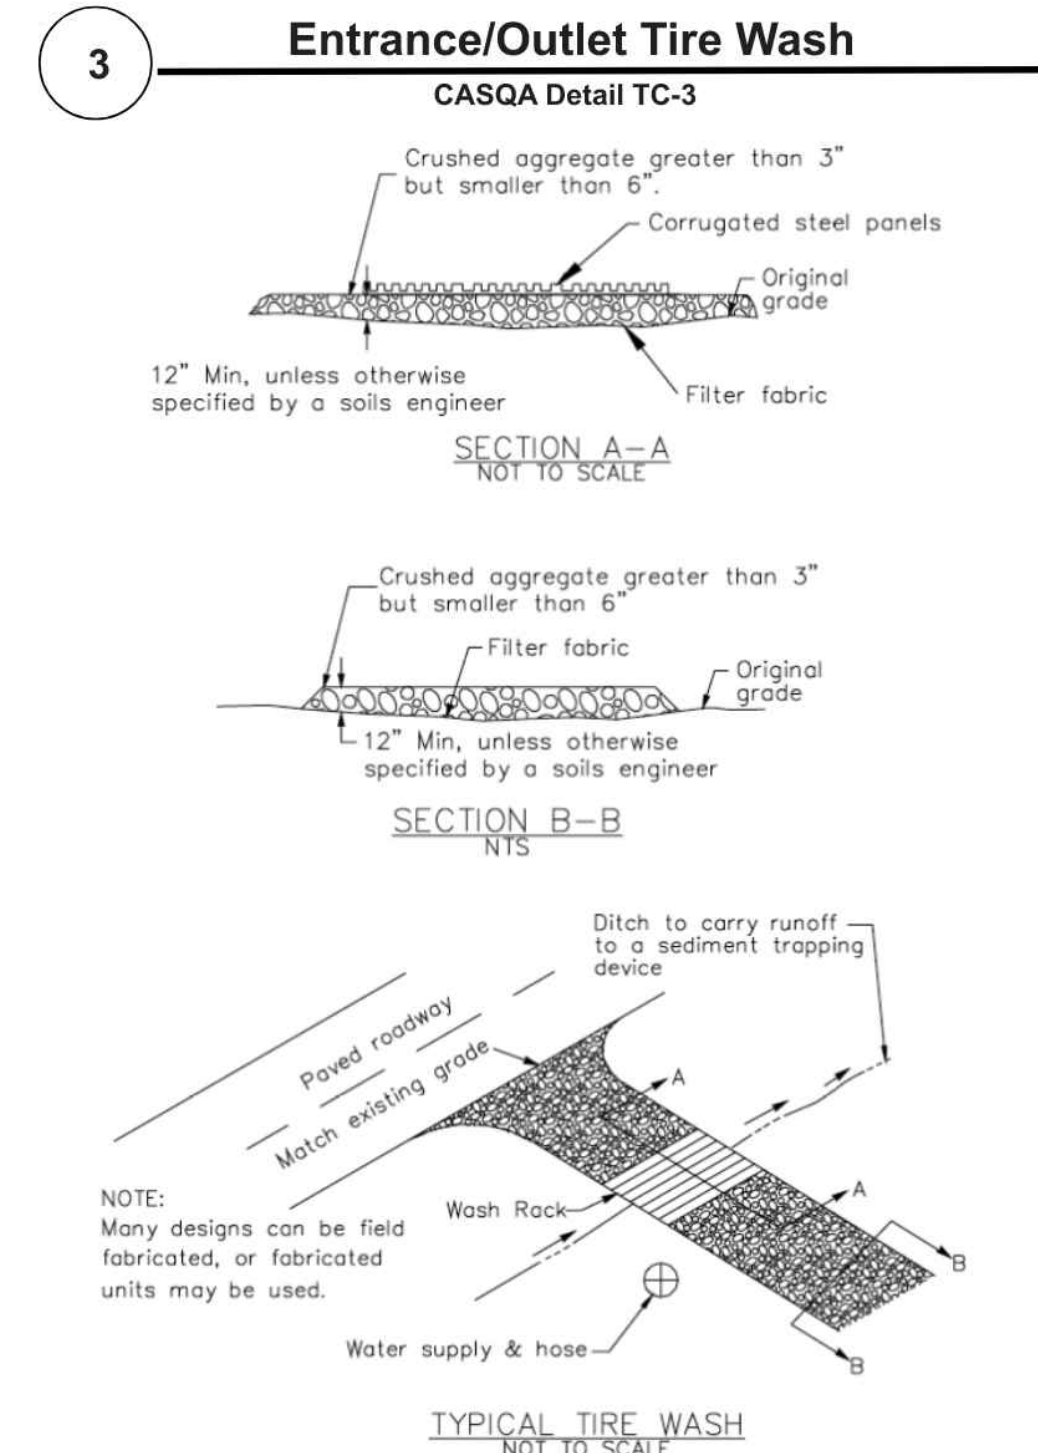 3
Entrance/Outlet Tire Wash
CASQA Detail TC-3
Crushed aggregate greater than 3"
but smaller than 6".
Corrugated steel panels
Original
grade
12" Min, unless otherwise
specified by a soils engineer
Filter fabric
SECTION A-A
NOT TO SCALE
Crushed aggregate greater than 3"
but smaller than 6"
Filter fabric
Original
grade
12" Min, unless otherwise
specified by a soils engineer
SECTION B-B
NTS
Ditch to carry runoff
to a sediment trapping
device
Paved roadway
Match existing grade
A
A
NOTE:
Many designs can be field
fabricated, or fabricated
units may be used.
Wash Rack
B
Water supply & hose
B
TYPICAL TIRE WASH
NOT TO SCALE